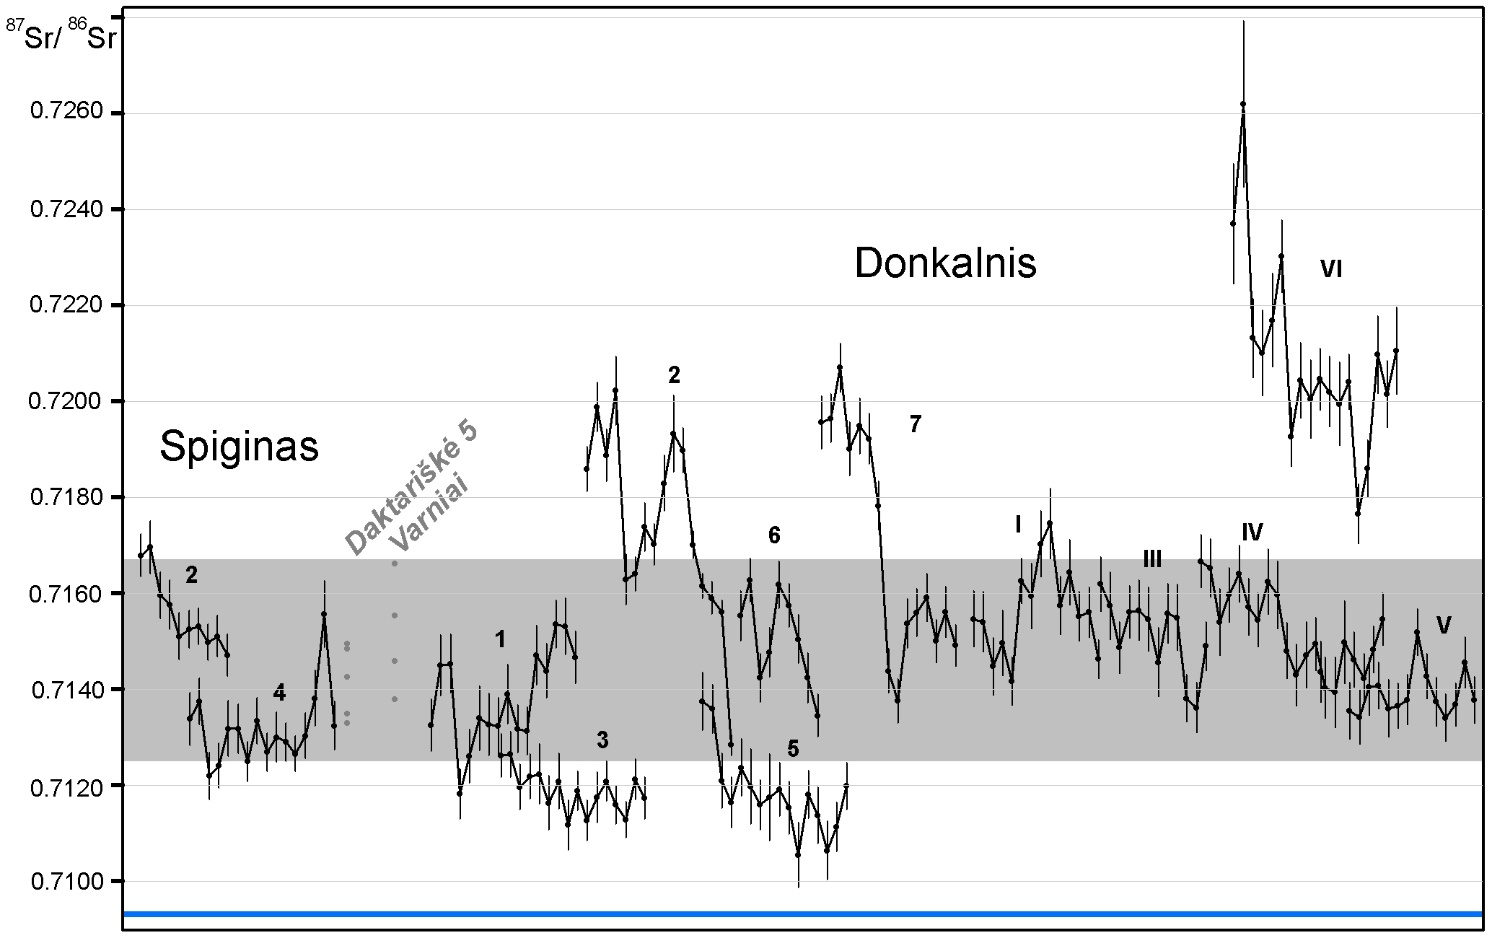 87Sr/ 86Sr
0.7260
0.7240
0.7220
0.7200
0.7180
0.7160
0.7140
0.7120
0.7100
Spiginas
Donkalnis
Daktariškė 5
Varniai
2
4
1
3
2
6
5
7
I
III
IV
VI
V